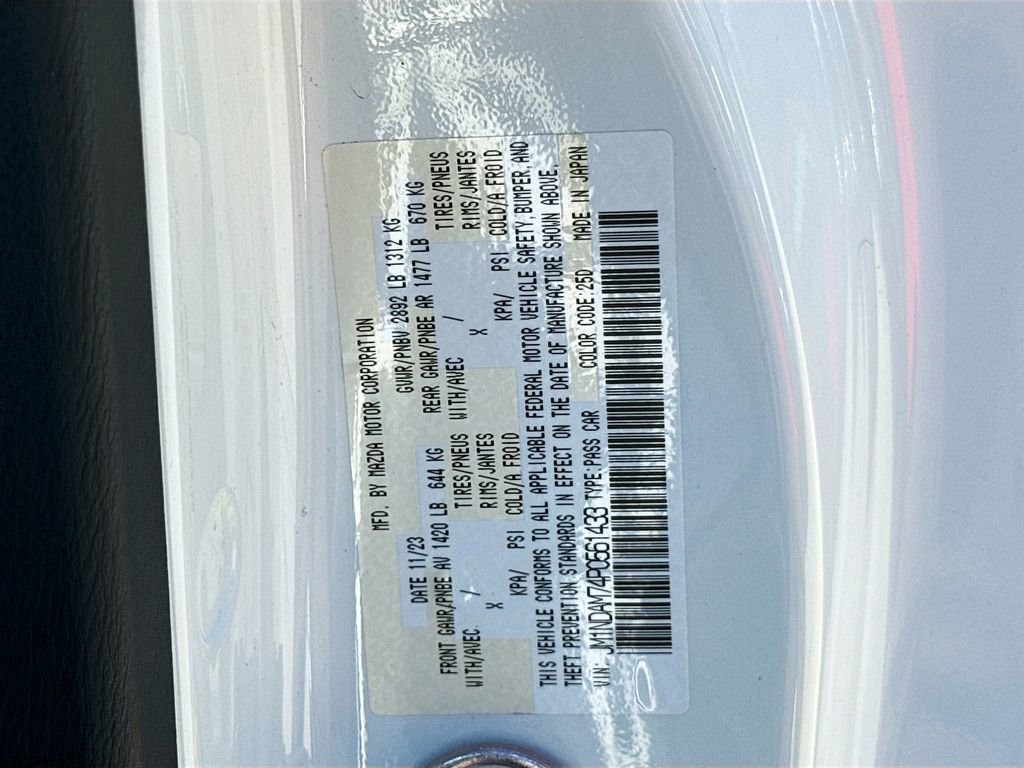 MFD. BY MAZDA MOTOR CORPORATION
DATE 11/23 GVWR/PNBV 2892 LB 1312 KG
FRONT GAWR/PNBE AV 1420 LB 644 KG REAR GAWR/PNBE AR 1477 LB 670 KG
WITH/AVEC / TIRES/PNEUS WITH/AVEC / TIRES/PNEUS
X RIMS/JANTES X RIMS/JANTES
KPA/ PSI COLD/A FROID KPA/ PSI COLD/A FROID
THIS VEHICLE CONFORMS TO ALL APPLICABLE FEDERAL MOTOR VEHICLE SAFETY, BUMPER, AND
THEFT PREVENTION STANDARDS IN EFFECT ON THE DATE OF MANUFACTURE SHOWN ABOVE.
VIN: JM1NDAM74P0561433 TYPE:PASS CAR COLOR CODE:25D MADE IN JAPAN